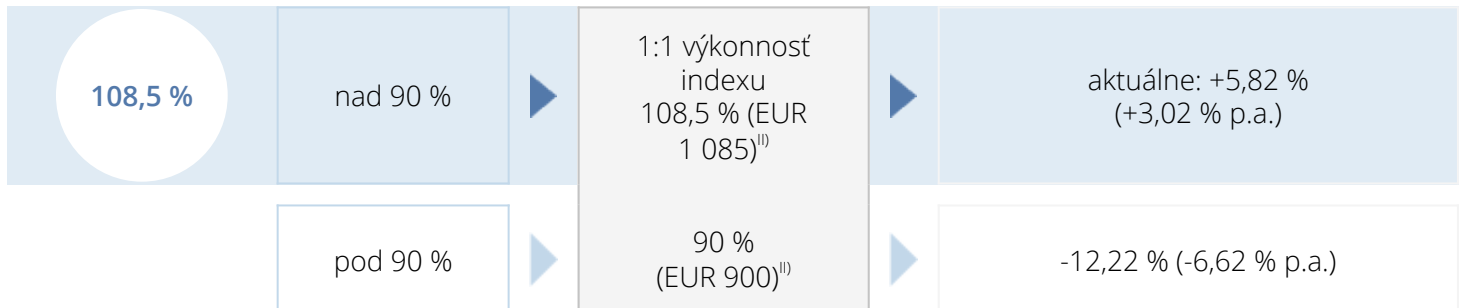 108,5 %
nad 90 %
1:1 výkonnosť
indexu
108,5 % (EUR
1 085)II)
aktuálne: +5,82 %
(+3,02 % p.a.)
pod 90 %
90 %
(EUR 900)II)
-12,22 % (-6,62 % p.a.)